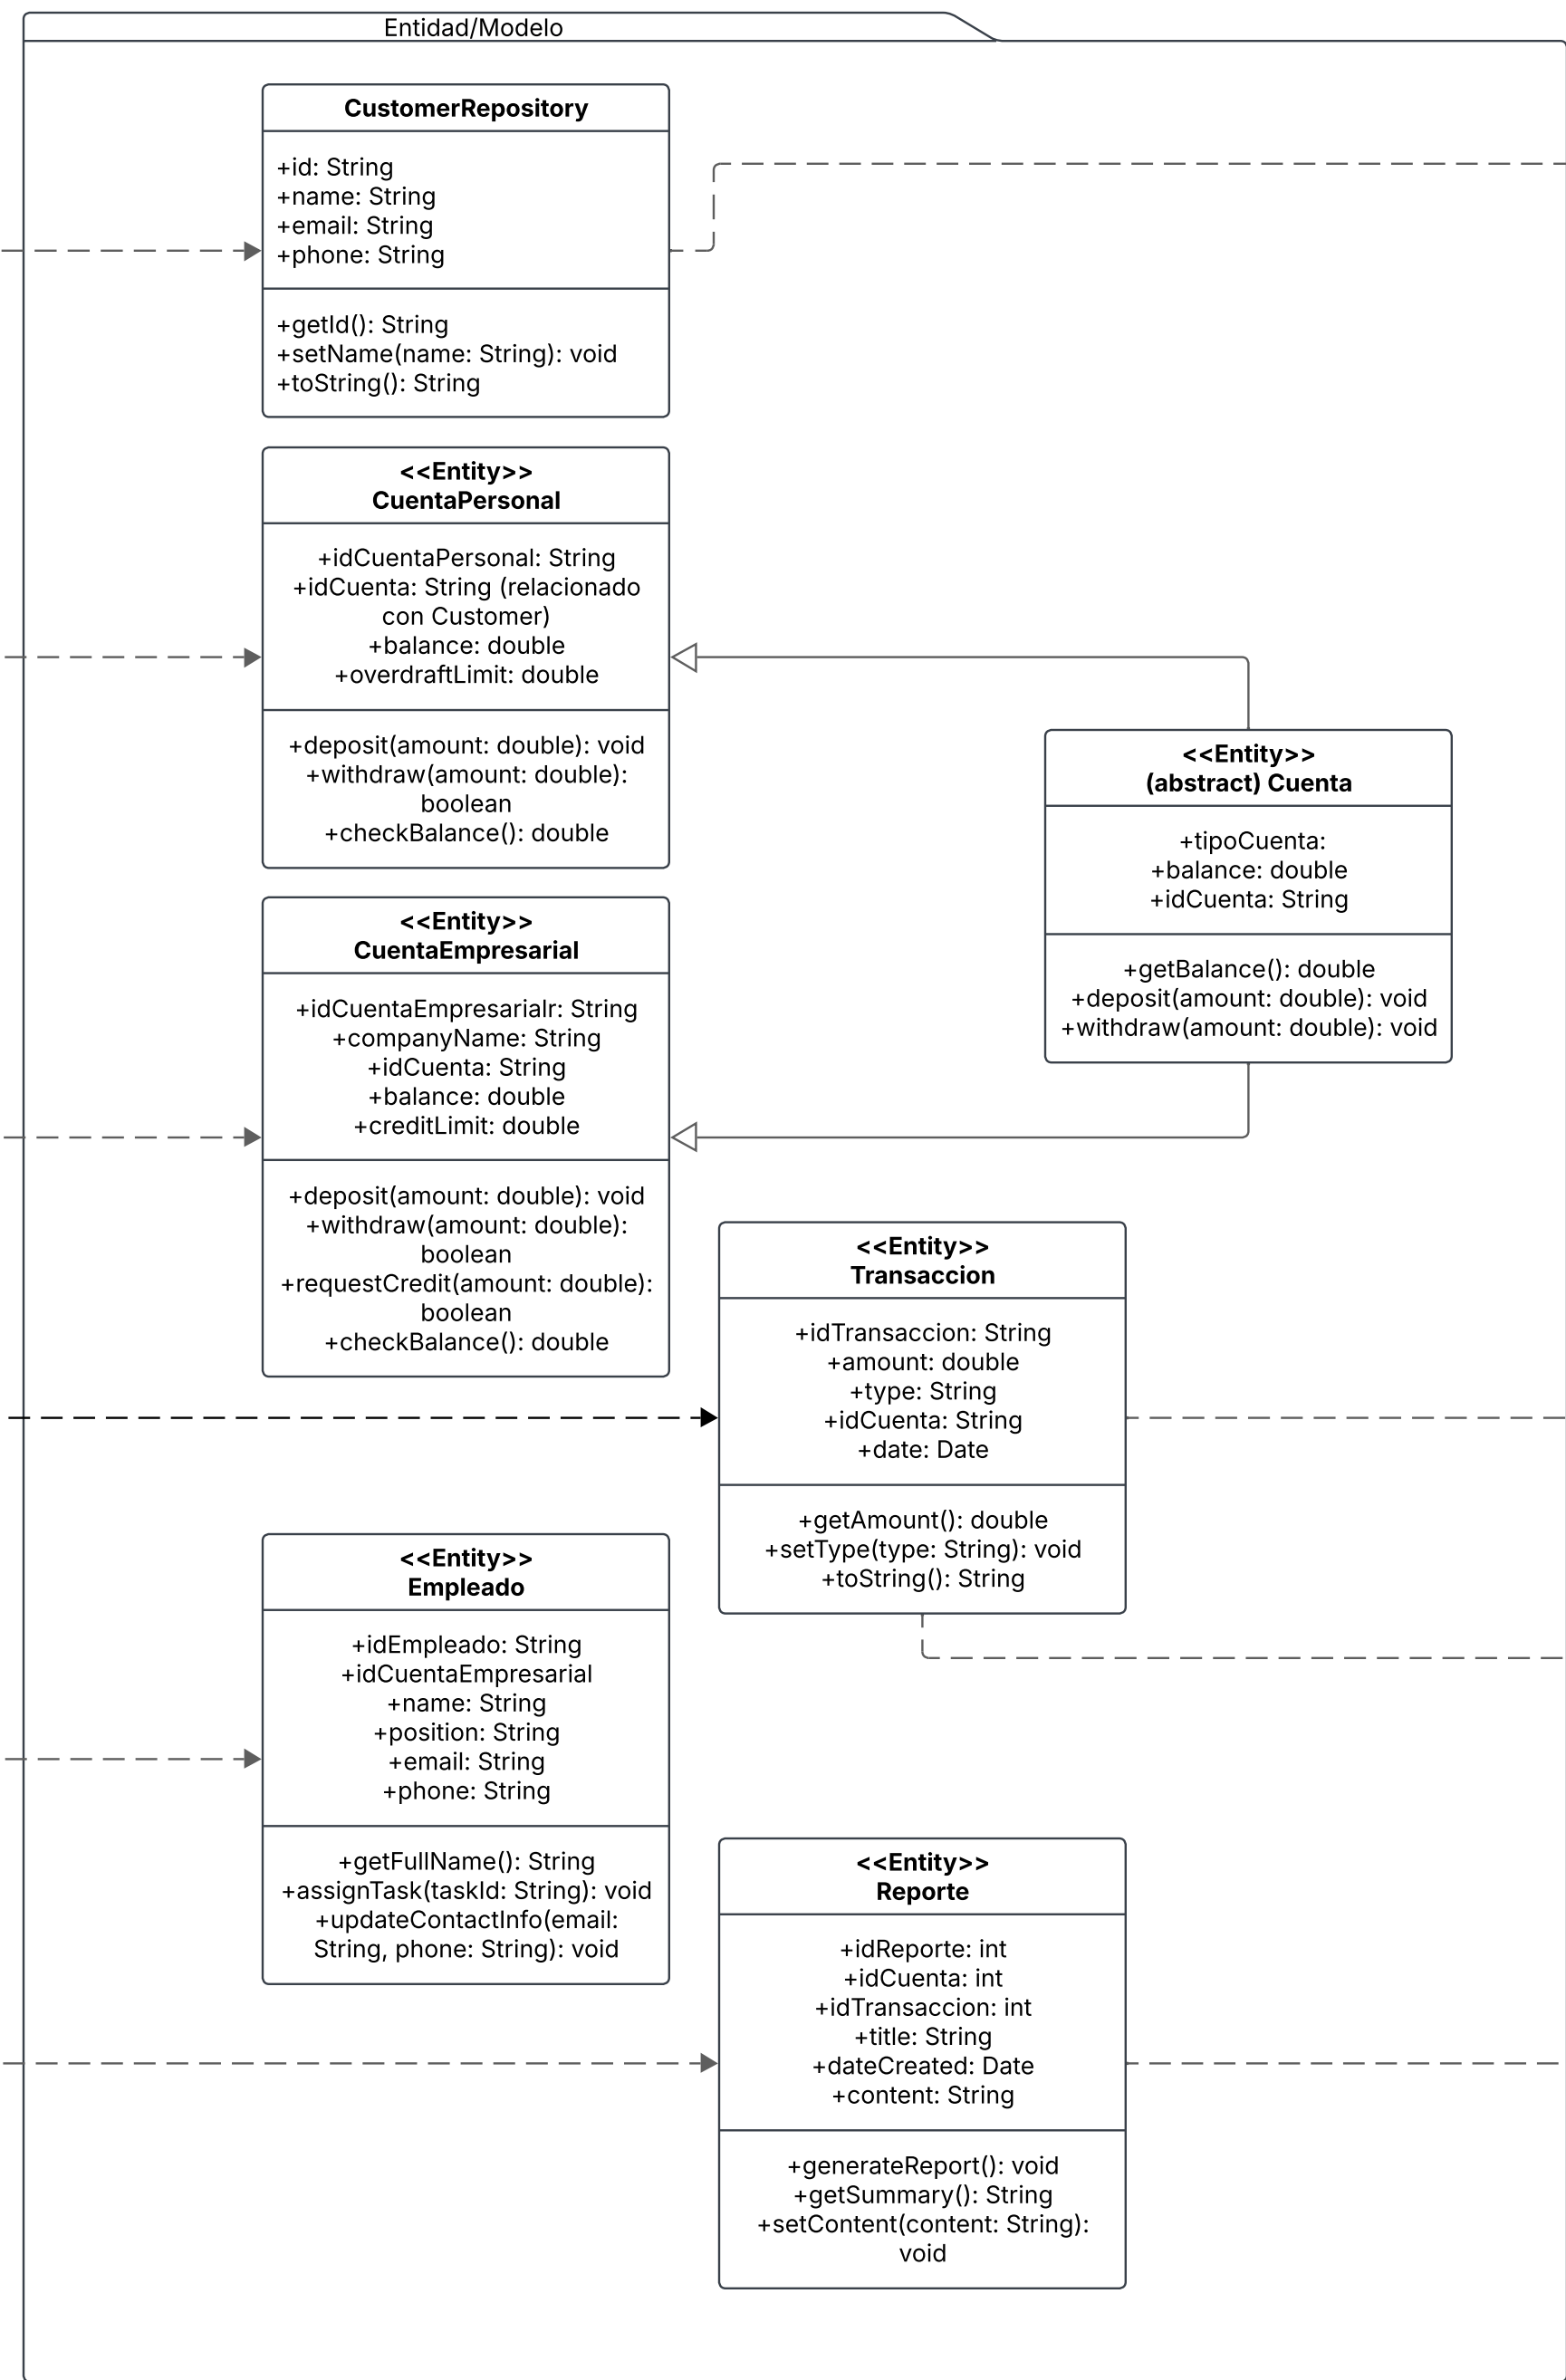 Entidad/Modelo
CustomerRepository
+id: String
+name: String
+email: String
+phone: String
+getId(): String
+setName(name: String): void
+toString(): String
<<Entity>>
CuentaPersonal
+idCuentaPersonal: String
+idCuenta: String (relacionado
con Customer)
+balance: double
+overdraftLimit: double
+deposit(amount: double): void
+withdraw(amount: double):
boolean
+checkBalance(): double
<<Entity>>
(abstract) Cuenta
+tipoCuenta:
+balance: double
+idCuenta: String
+getBalance(): double
+deposit(amount: double): void
+withdraw(amount: double): void
<<Entity>>
CuentaEmpresarial
+idCuentaEmpresarialr: String
+companyName: String
+idCuenta: String
+balance: double
+creditLimit: double
+deposit(amount: double): void
+withdraw(amount: double):
boolean
+requestCredit(amount: double):
boolean
+checkBalance(): double
<<Entity>>
Transaccion
+idTransaccion: String
+amount: double
+type: String
+idCuenta: String
+date: Date
+getAmount(): double
+setType(type: String): void
+toString(): String
<<Entity>>
Empleado
+idEmpleado: String
+idCuentaEmpresarial
+name: String
+position: String
+email: String
+phone: String
+getFullName(): String
+assignTask(taskId: String): void
+updateContactInfo(email:
String, phone: String): void
<<Entity>>
Reporte
+idReporte: int
+idCuenta: int
+idTransaccion: int
+title: String
+dateCreated: Date
+content: String
+generateReport(): void
+getSummary(): String
+setContent(content: String):
void